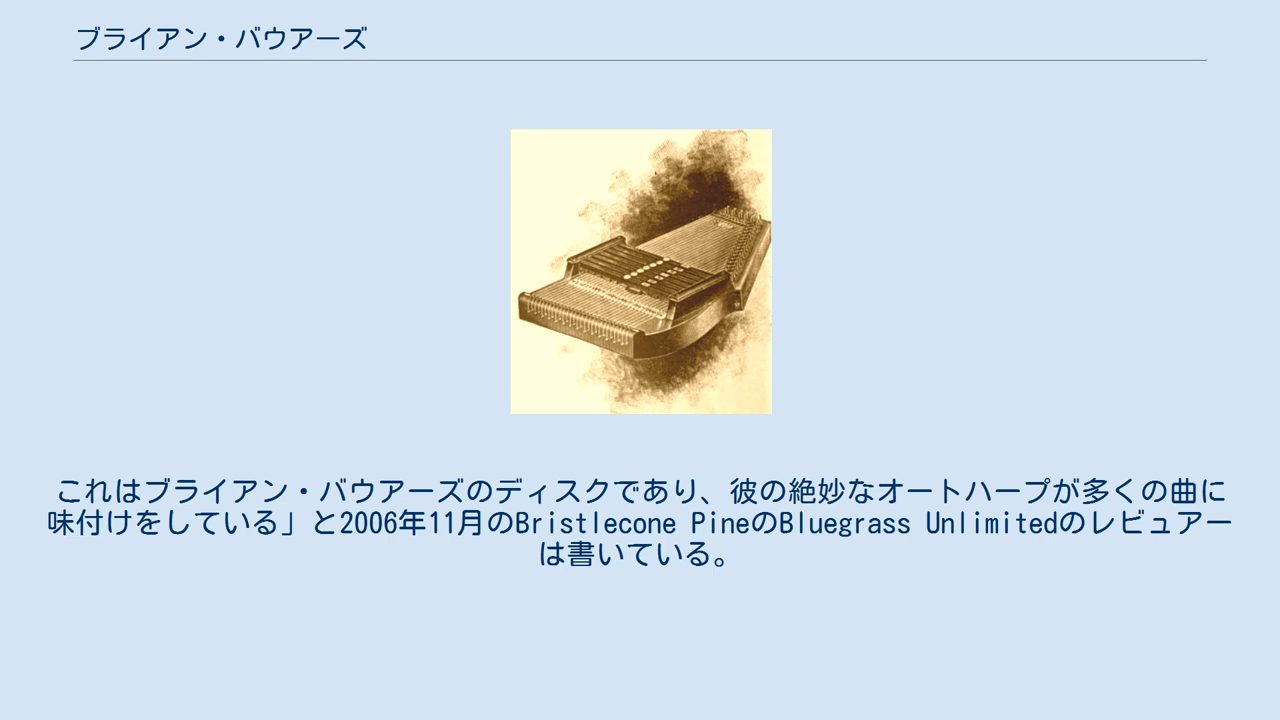 ブライアン・バウアーズ
これはブライアン・バウアーズのディスクであり、彼の絶妙なオートハープが多くの曲に
味付けをしている」と2006年11月のBristlecone PineのBluegrass Unlimitedのレビュアー
は書いている。